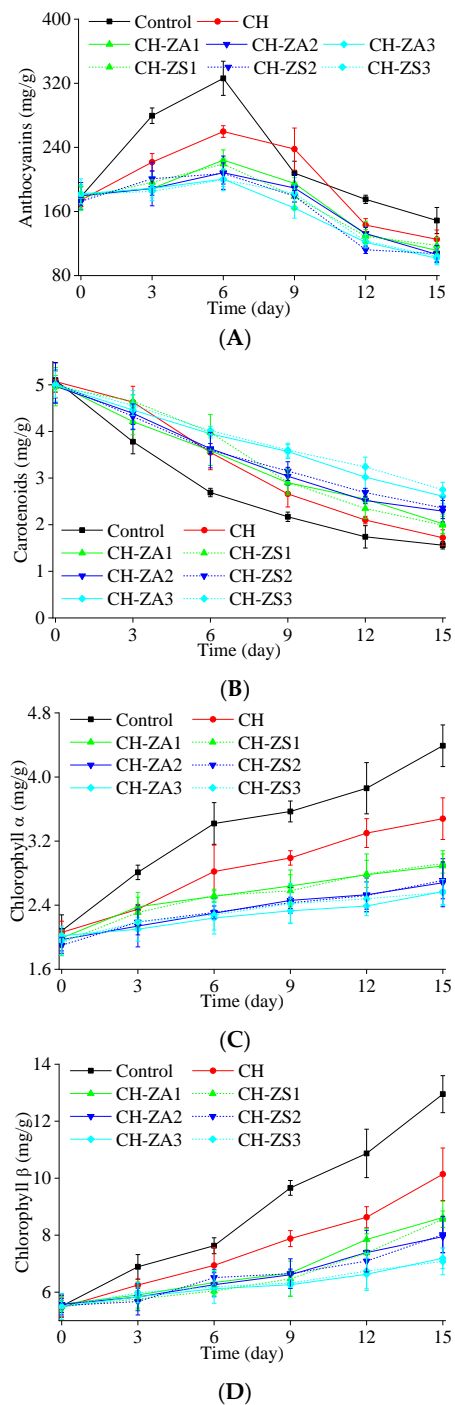 Control CH
CH-ZA1 CH-ZA2 CH-ZA3
CH-ZS1 CH-ZS2 CH-ZS3
Anthocyanins (mg/g)
400
320
240
160
80
0 3 6 9 12 15
Time (day)
(A)
Carotenoids (mg/g)
5
4
3
2
1
0
Control CH
CH-ZA1 CH-ZS1
CH-ZA2 CH-ZS2
CH-ZA3 CH-ZS3
0 3 6 9 12 15
Time (day)
(B)
Chlorophyll α (mg/g)
4.8
4.0
3.2
2.4
1.6
Control CH
CH-ZA1 CH-ZS1
CH-ZA2 CH-ZS2
CH-ZA3 CH-ZS3
0 3 6 9 12 15
Time (day)
(C)
Chlorophyll β (mg/g)
14
12
10
8
6
Control CH
CH-ZA1 CH-ZS1
CH-ZA2 CH-ZS2
CH-ZA3 CH-ZS3
0 3 6 9 12 15
Time (day)
(D)